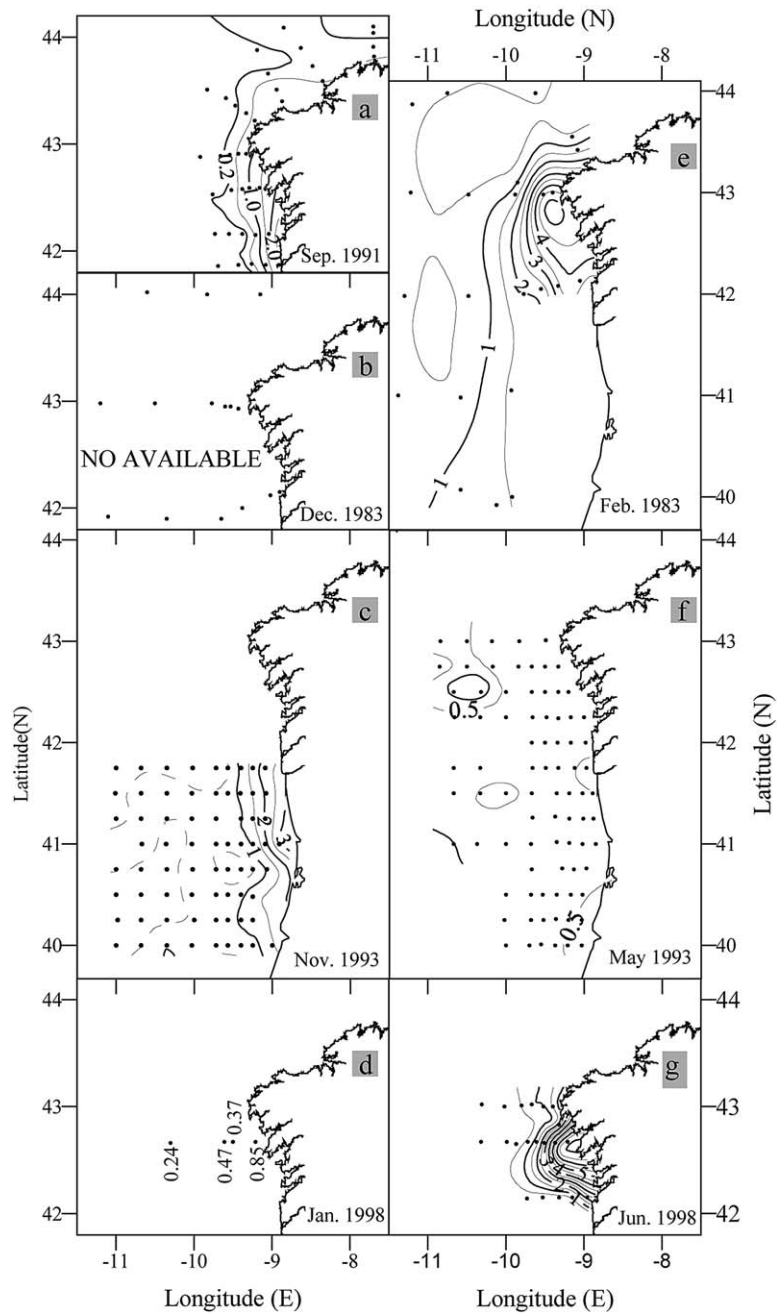 Longitude (N)
-11 -10 -9 -8
44
43
42
a
0.2
1.0
2.0
Sep. 1991
44
43
42
b
NO AVAILABLE
Dec. 1983
44
43
42
41
40
e
4
3
2
1
1
Feb. 1983
44
43
42
41
40
Latitude(N)
c
2
3
1
Nov. 1993
f
0.5
0.5
May 1993
44
43
42
41
40
Latitude (N)
44
43
42
d
0.37
0.24
0.47
0.85
Jan. 1998
g
Jun. 1998
44
43
42
-11 -10 -9 -8
-11 -10 -9 -8
Longitude (E)
Longitude (E)